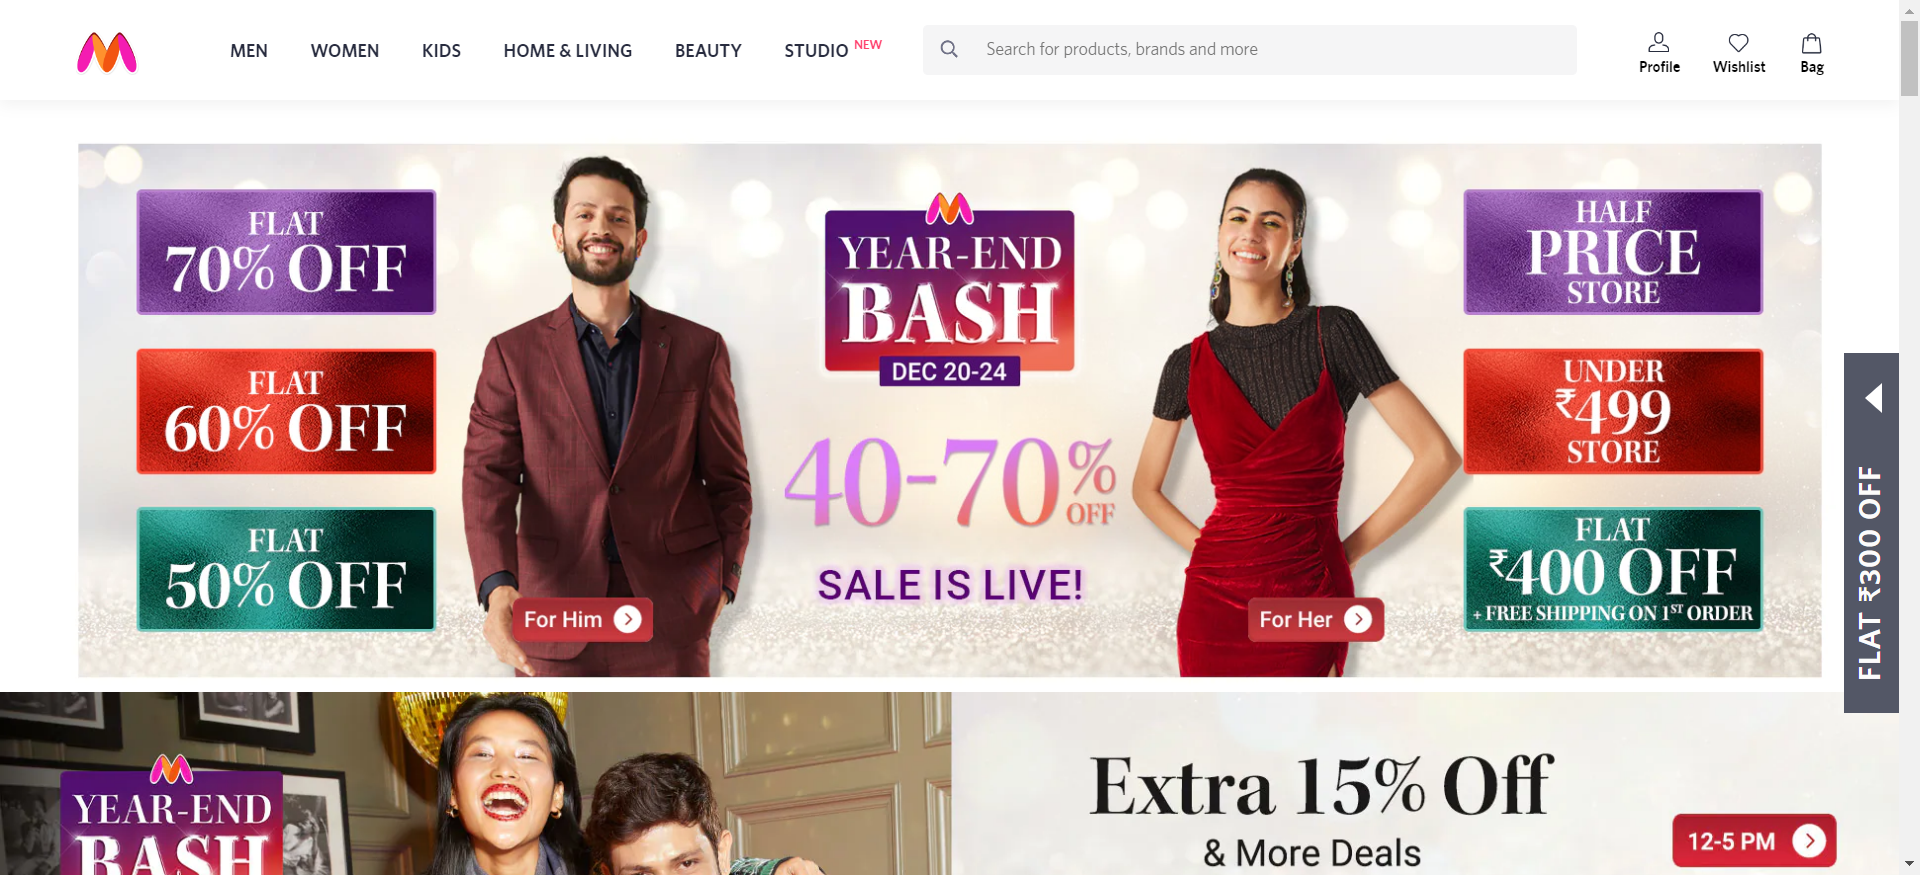 MEN
WOMEN
KIDS
HOME & LIVING
BEAUTY
STUDIO NEW
Search for products, brands and more
Profile
Wishlist
Bag
FLAT
70% OFF
FLAT
60% OFF
FLAT
50% OFF
For Him
YEAR-END
BASH
DEC 20-24
40-70% OFF
SALE IS LIVE!
For Her
HALF
PRICE
STORE
UNDER
₹499
STORE
FLAT
₹400 OFF
+ FREE SHIPPING ON 1ST ORDER
FLAT ₹300 OFF
YEAR-END
BASH
Extra 15% Off
& More Deals
12-5 PM